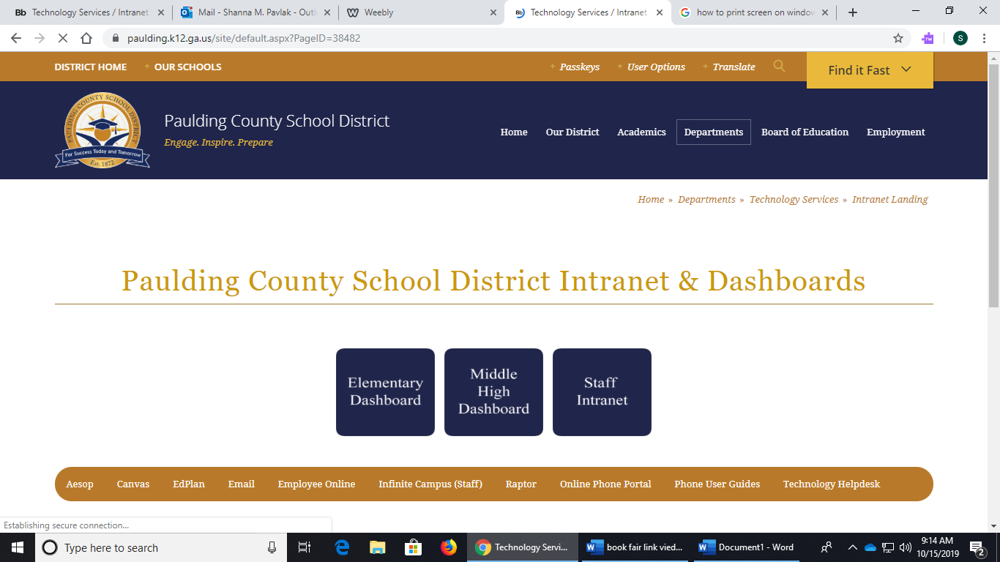 Bb Technology Services / Intranet
Mail - Shanna M. Pavlak - Outl
Weebly
Bb Technology Services / Intranet
how to print screen on window
paulding.k12.ga.us/site/default.aspx?PageID=38482
rw
S
DISTRICT HOME + OUR SCHOOLS + Passkeys + User Options + Translate
Find it Fast
PAULDING COUNTY SCHOOL DISTRICT
For Success Today and Tomorrow
Est. 1872
Paulding County School District
Engage. Inspire. Prepare
Home Our District Academics Departments Board of Education Employment
Home » Departments » Technology Services » Intranet Landing
Paulding County School District Intranet & Dashboards
Elementary
Dashboard
Middle
High
Dashboard
Staff
Intranet
Aesop Canvas EdPlan Email Employee Online Infinite Campus (Staff) Raptor Online Phone Portal Phone User Guides Technology Helpdesk
Establishing secure connection...
Type here to search
Technology Servi...
book fair link vied...
Document1 - Word
9:14 AM
10/15/2019
2